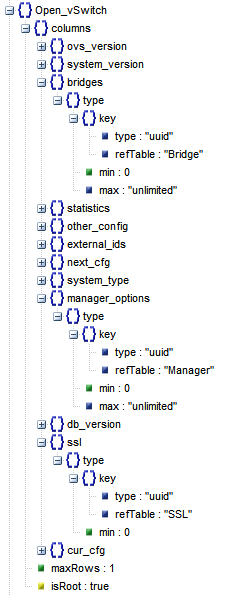 Open_vSwitch
columns
ovs_version
system_version
bridges
type
key
type : "uuid"
refTable : "Bridge"
min : 0
max : "unlimited"
statistics
other_config
external_ids
next_cfg
system_type
manager_options
type
key
type : "uuid"
refTable : "Manager"
min : 0
max : "unlimited"
db_version
ssl
type
key
type : "uuid"
refTable : "SSL"
min : 0
cur_cfg
maxRows : 1
isRoot : true